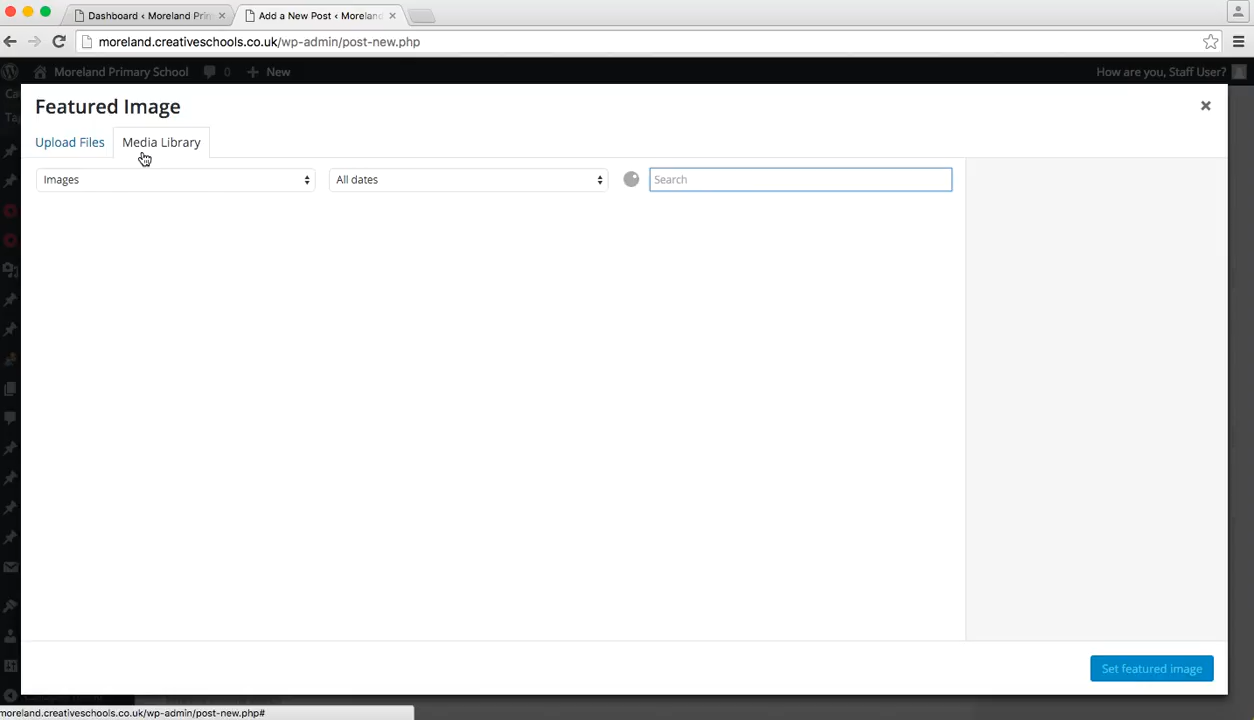 Dashboard ‹ Moreland Prim
Add a New Post ‹ Moreland
moreland.creativeschools.co.uk/wp-admin/post-new.php
Moreland Primary School
0
New
How are you, Staff User?
Featured Image
Upload Files
Media Library
Images
All dates
Search
Set featured image
moreland.creativeschools.co.uk/wp-admin/post-new.php#